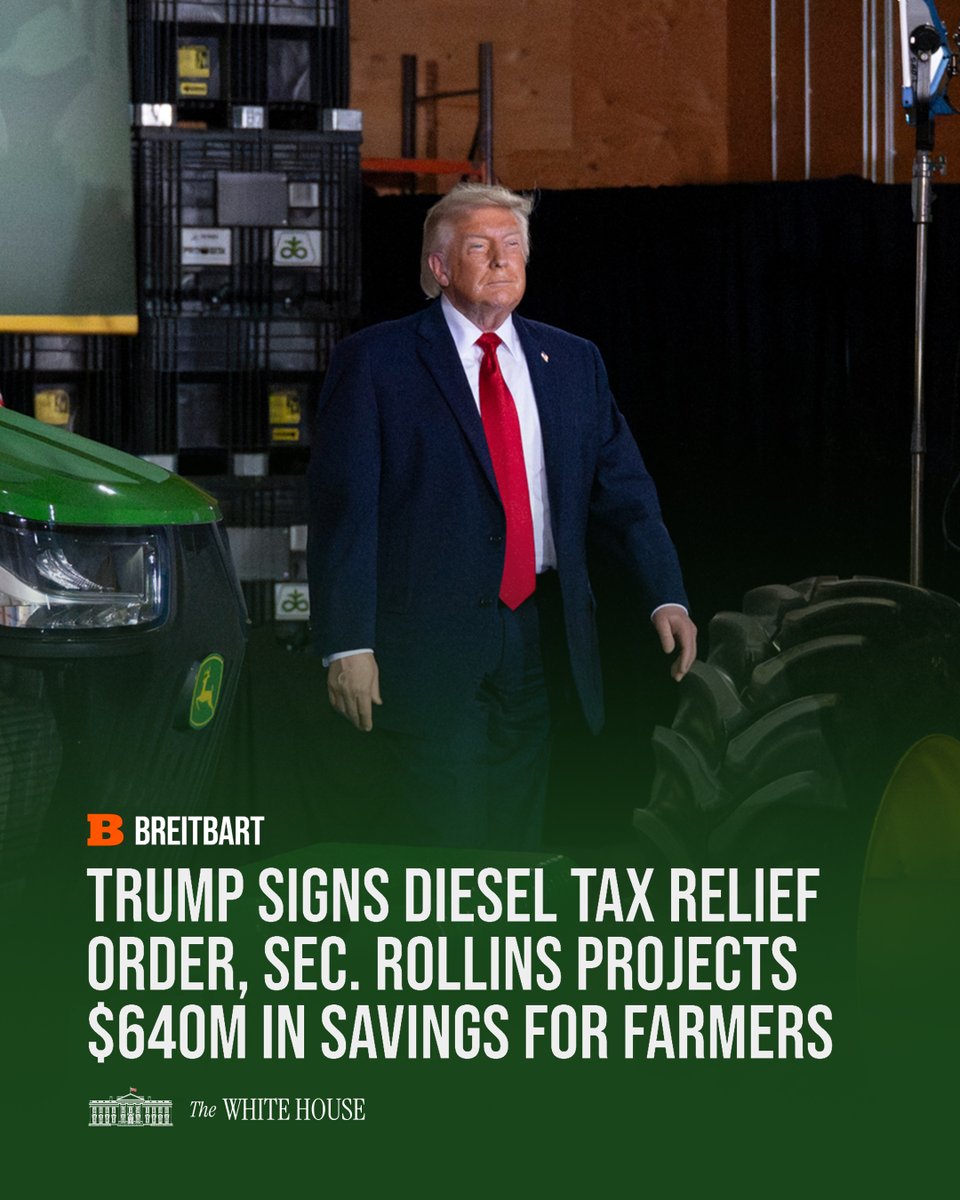 B BREITBART
TRUMP SIGNS DIESEL TAX RELIEF
ORDER, SEC. ROLLINS PROJECTS
$640M IN SAVINGS FOR FARMERS
The WHITE HOUSE